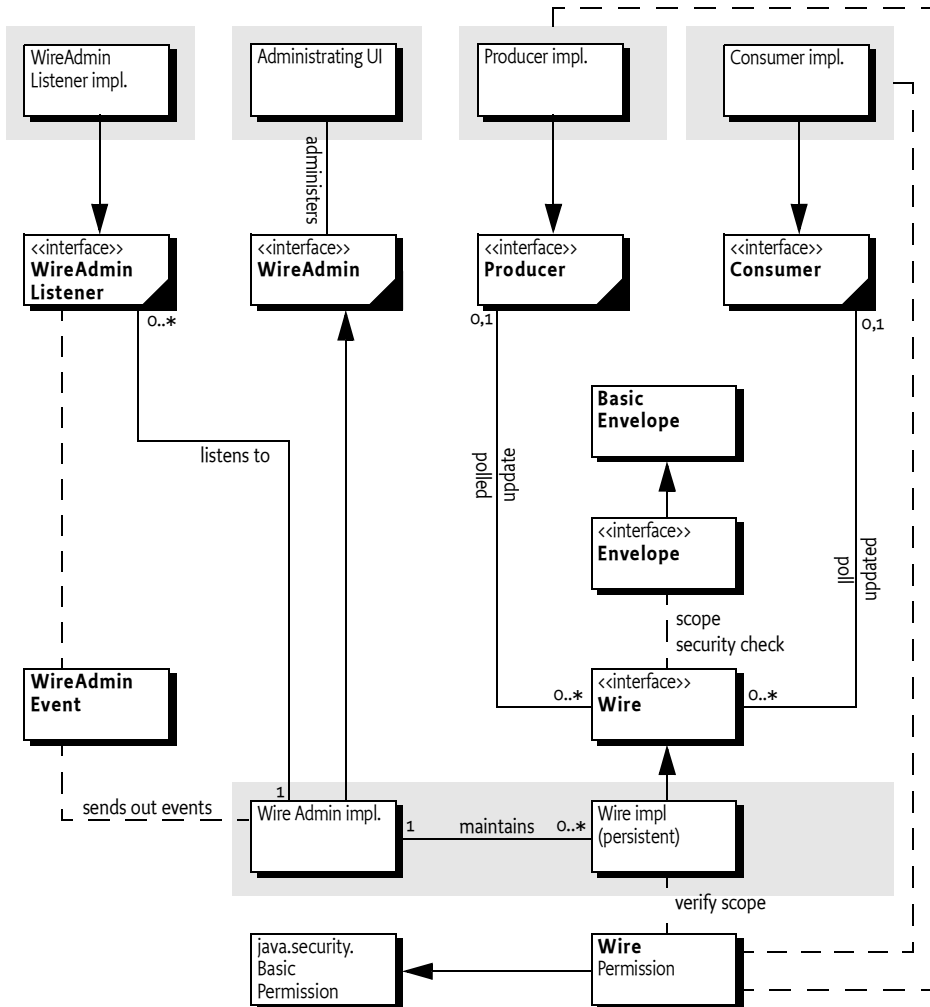 WireAdmin
Listener impl.
Administrating UI
Producer impl.
Consumer impl.
administers
<<interface>>
WireAdmin
Listener
<<interface>>
WireAdmin
<<interface>>
Producer
<<interface>>
Consumer
0..*
0,1
0,1
Basic
Envelope
listens to
polled
update
<<interface>>
Envelope
poll
updated
scope
security check
WireAdmin
Event
<<interface>>
Wire
0..*
0..*
sends out events
1
Wire Admin impl.
1
maintains
0..*
Wire impl
(persistent)
verify scope
java.security.
Basic
Permission
Wire
Permission